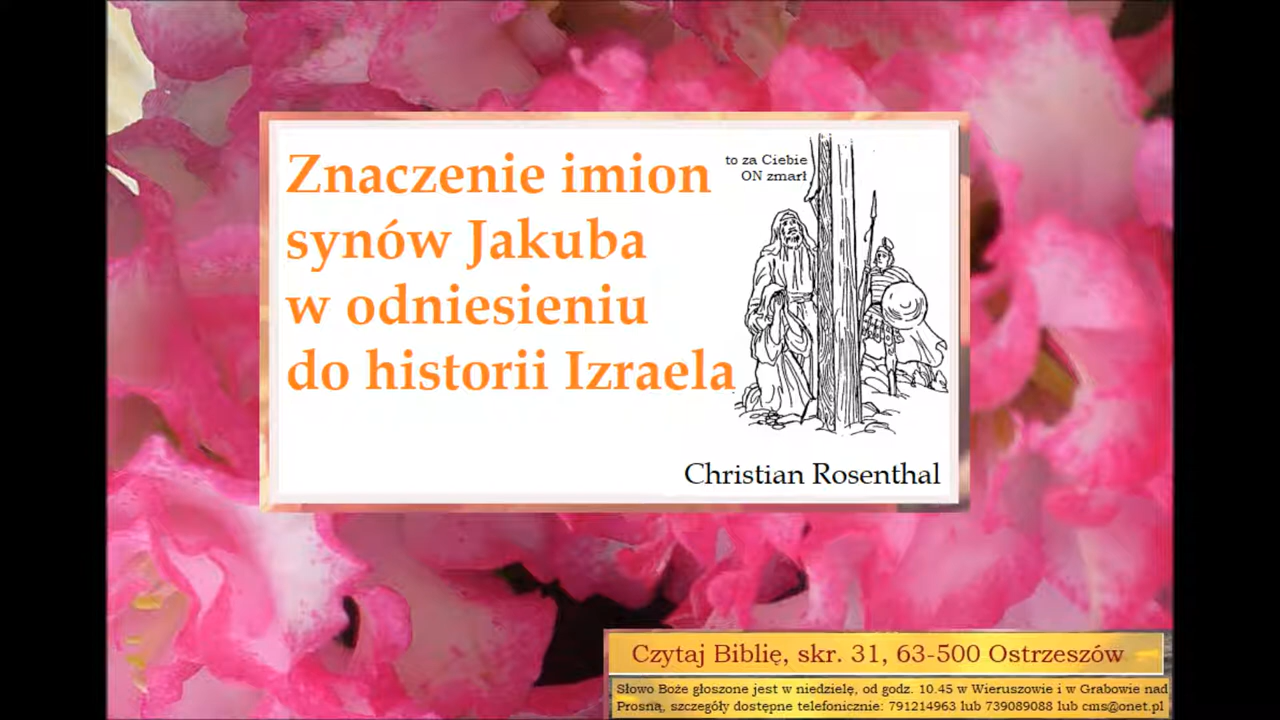 Znaczenie imion
synów Jakuba
w odniesieniu
do historii Izraela
to za Ciebie
ON zmarł
Christian Rosenthal
Czytaj Biblię, skr. 31, 63-500 Ostrzeszów
Słowo Boże głoszone jest w niedzielę, od godz. 10.45 w Wieruszowie i w Grabowie nad
Prosną, szczegóły dostępne telefonicznie: 791214963 lub 739089088 lub cms@onet.pl